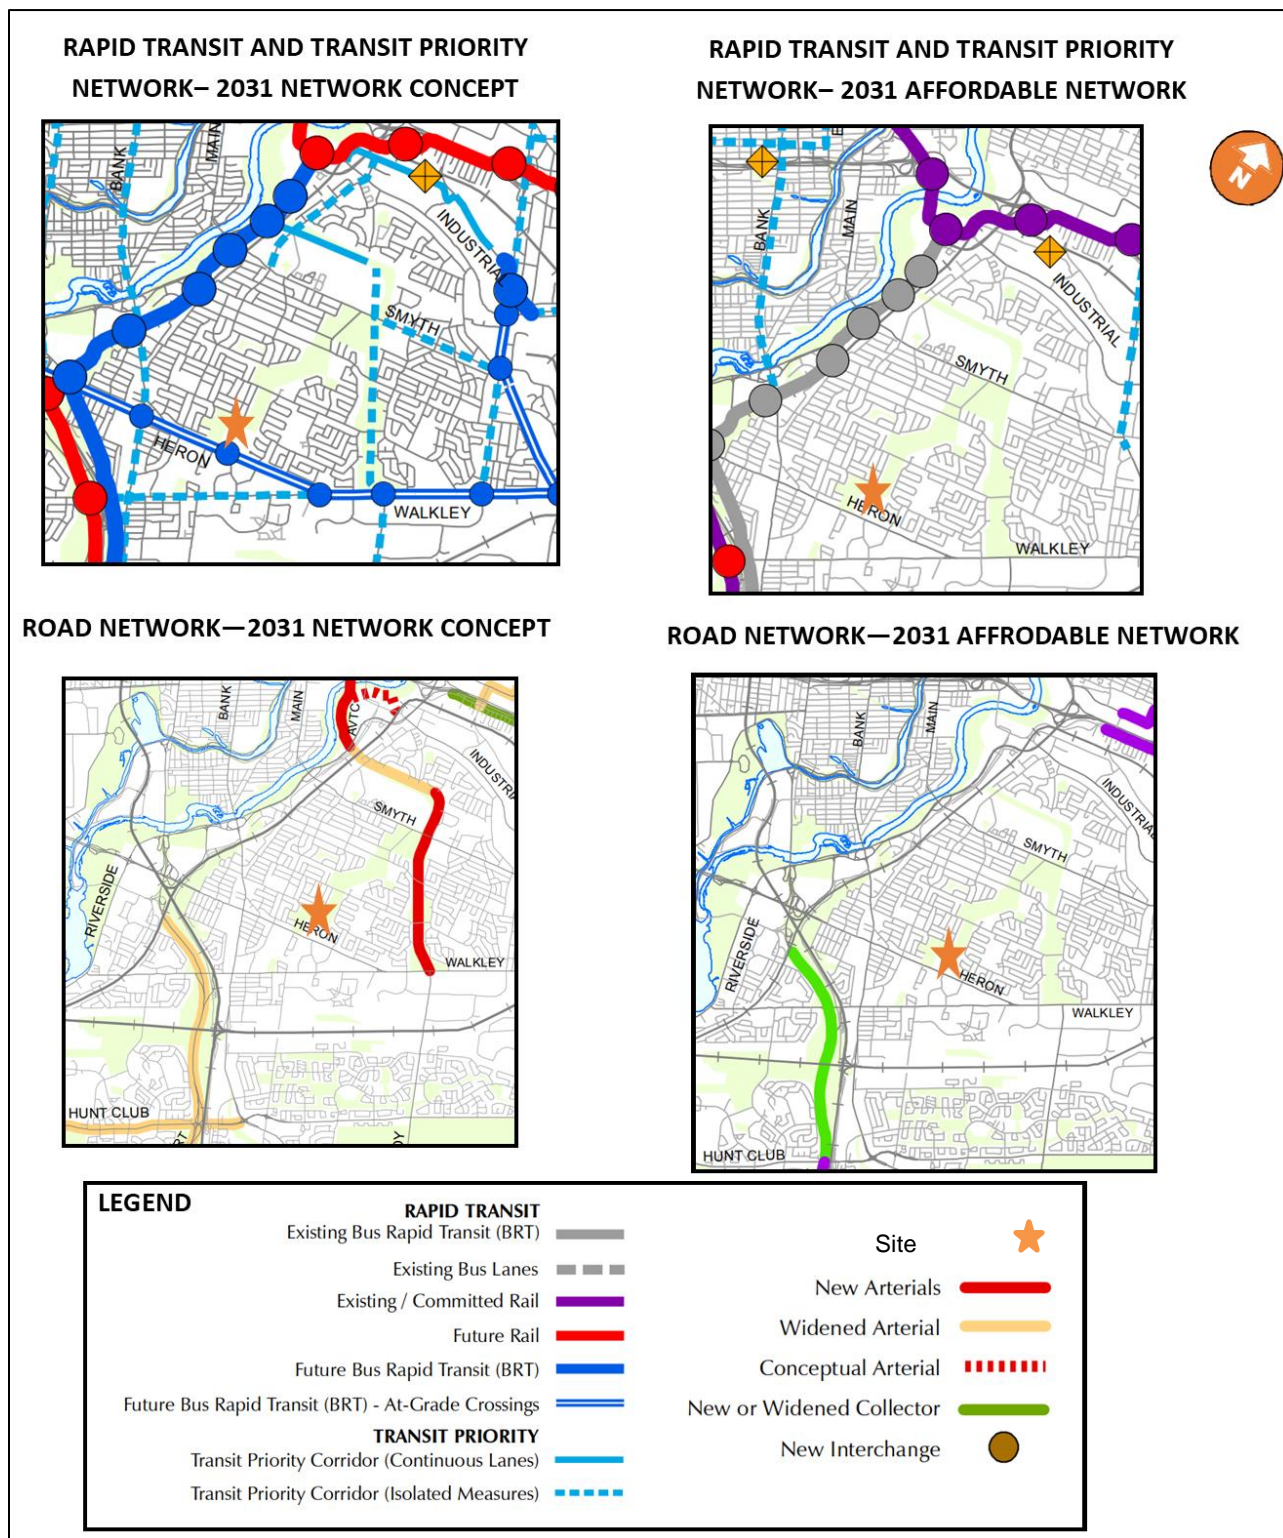 RAPID TRANSIT AND TRANSIT PRIORITY
NETWORK– 2031 NETWORK CONCEPT
BANK
MAIN
INDUSTRIAL
SMYTH
HERON
WALKLEY
RAPID TRANSIT AND TRANSIT PRIORITY
NETWORK– 2031 AFFORDABLE NETWORK
N
BANK
MAIN
INDUSTRIAL
SMYTH
HERON
WALKLEY
ROAD NETWORK—2031 NETWORK CONCEPT
BANK
MAIN
AVTC
INDUSTRIA
SMYTH
RIVERSIDE
HERON
WALKLEY
HUNT CLUB
RT
DY
ROAD NETWORK—2031 AFFRODABLE NETWORK
BANK
MAIN
INDUSTRIAL
SMYTH
RIVERSIDE
HERON
WALKLEY
HUNT CLUB
LEGEND
RAPID TRANSIT
Existing Bus Rapid Transit (BRT)
Existing Bus Lanes
Existing / Committed Rail
Future Rail
Future Bus Rapid Transit (BRT)
Future Bus Rapid Transit (BRT) - At-Grade Crossings
TRANSIT PRIORITY
Transit Priority Corridor (Continuous Lanes)
Transit Priority Corridor (Isolated Measures)
Site
New Arterials
Widened Arterial
Conceptual Arterial
New or Widened Collector
New Interchange